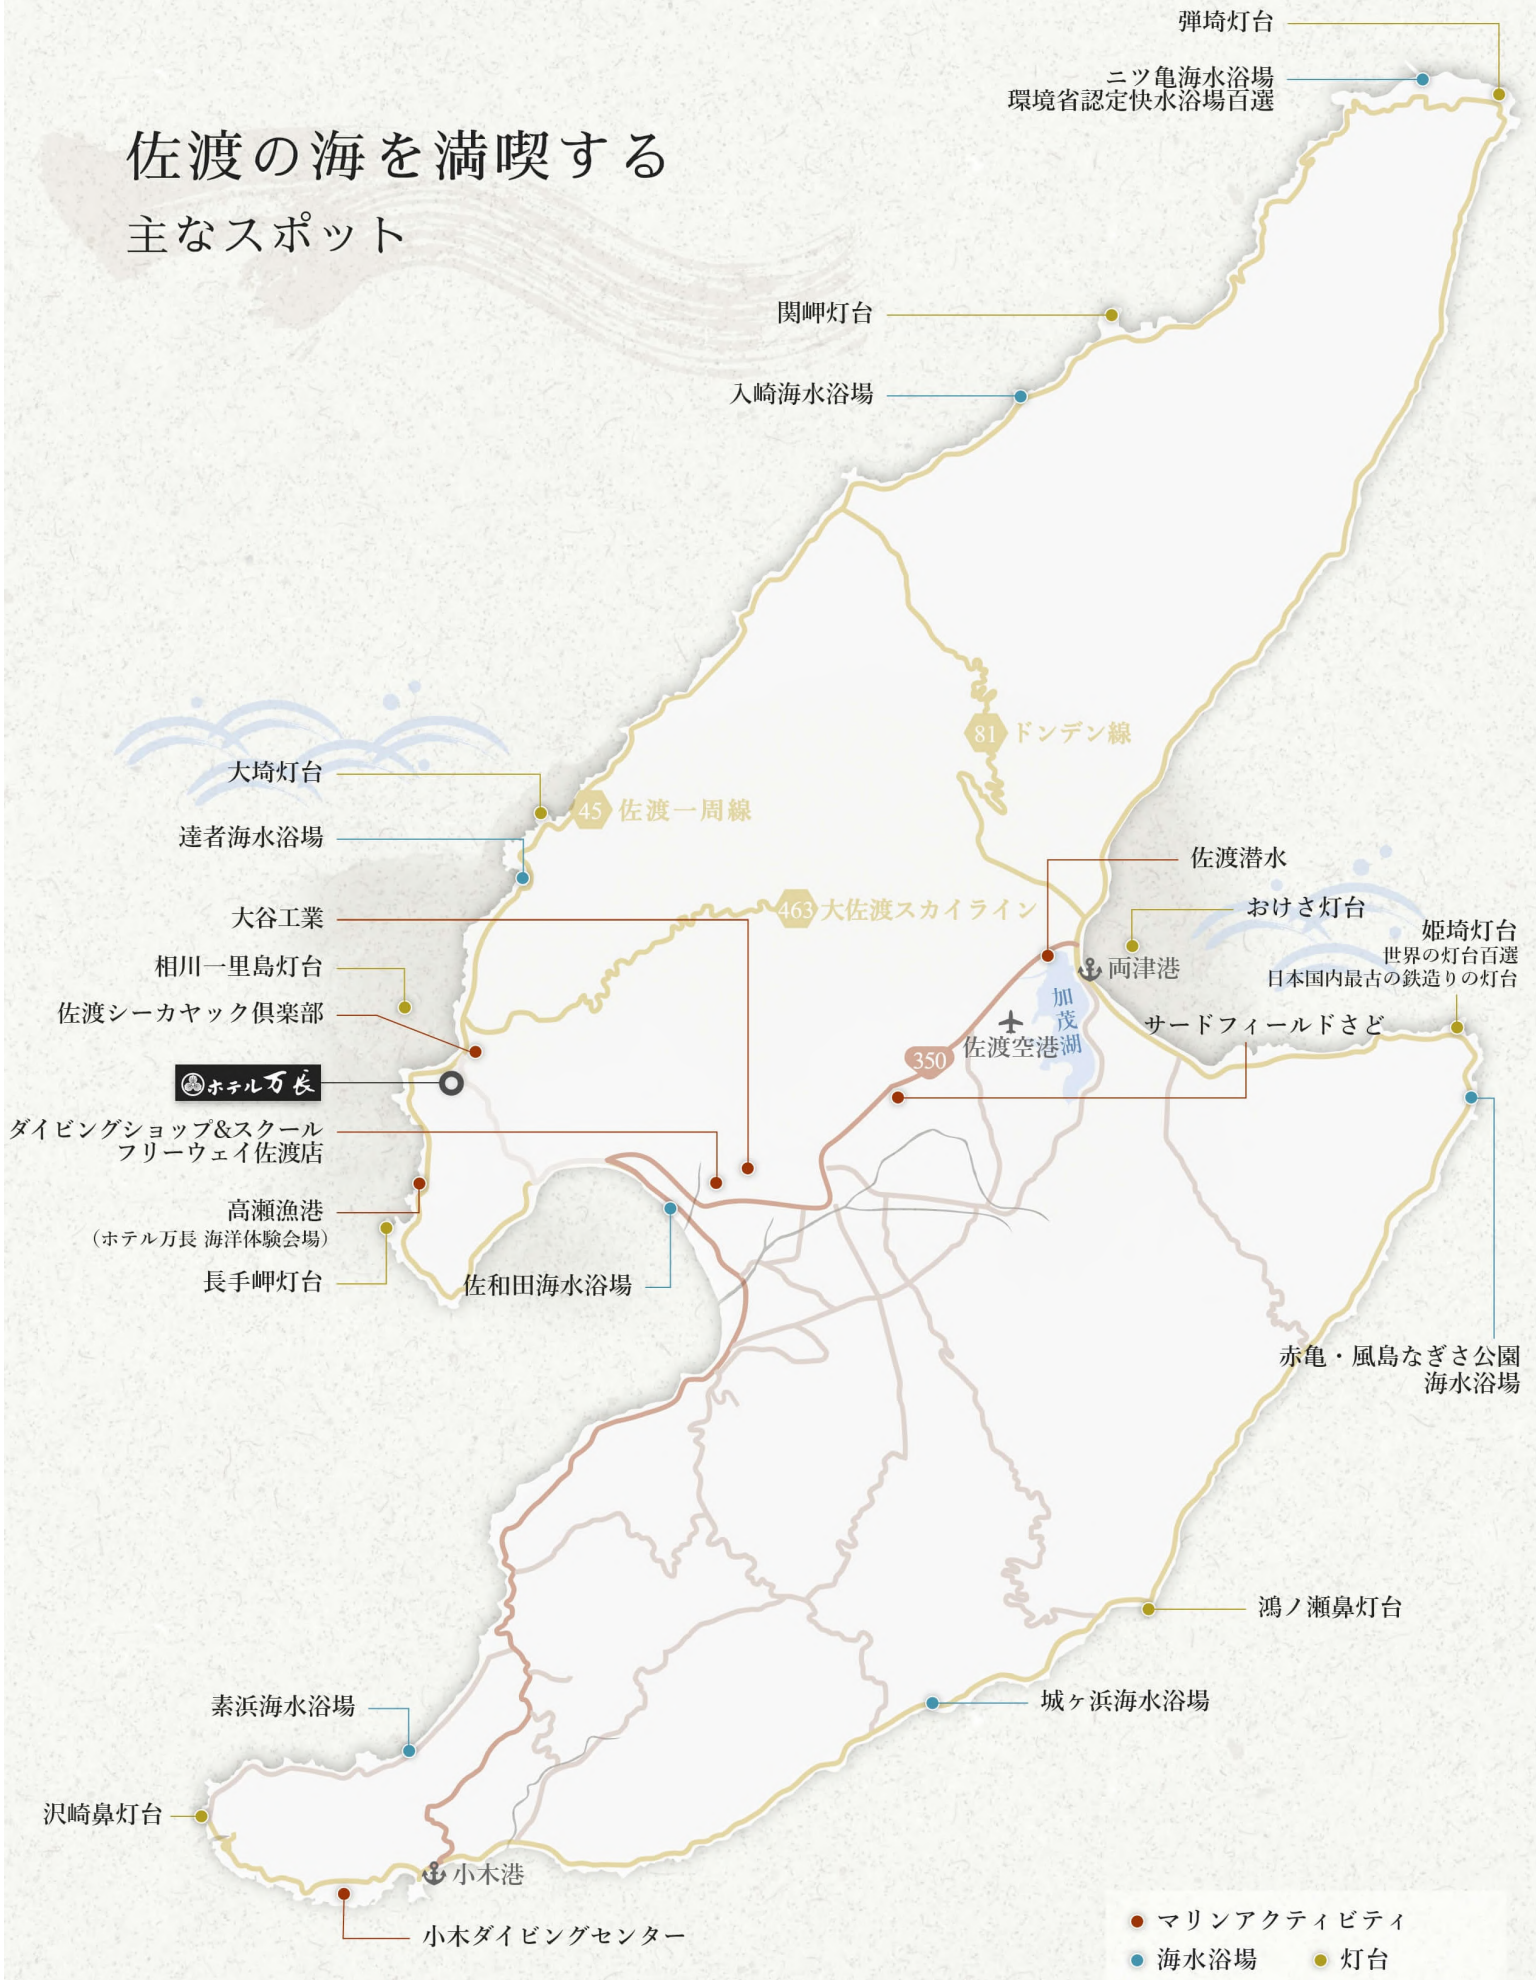 弾埼灯台
ニツ亀海水浴場
環境省認定快水浴場百選
佐渡の海を満喫する
主なスポット
関岬灯台
入崎海水浴場
81 ドンデン線
大埼灯台
45 佐渡一周線
達者海水浴場
佐渡潜水
大谷工業
463 大佐渡スカイライン
おけさ灯台
姫埼灯台
世界の灯台百選
日本国内最古の鉄造りの灯台
相川一里島灯台
両津港
加茂湖
佐渡シーカヤック倶楽部
サードフィールドさど
佐渡空港
350
ホテル万長
ダイビングショップ&スクール
フリーウェイ佐渡店
高瀬漁港
（ホテル万長 海洋体験会場）
長手岬灯台
佐和田海水浴場
赤亀・風島なぎさ公園
海水浴場
鴻ノ瀬鼻灯台
素浜海水浴場
城ヶ浜海水浴場
沢崎鼻灯台
小木港
小木ダイビングセンター
マリンアクティビティ
海水浴場 灯台